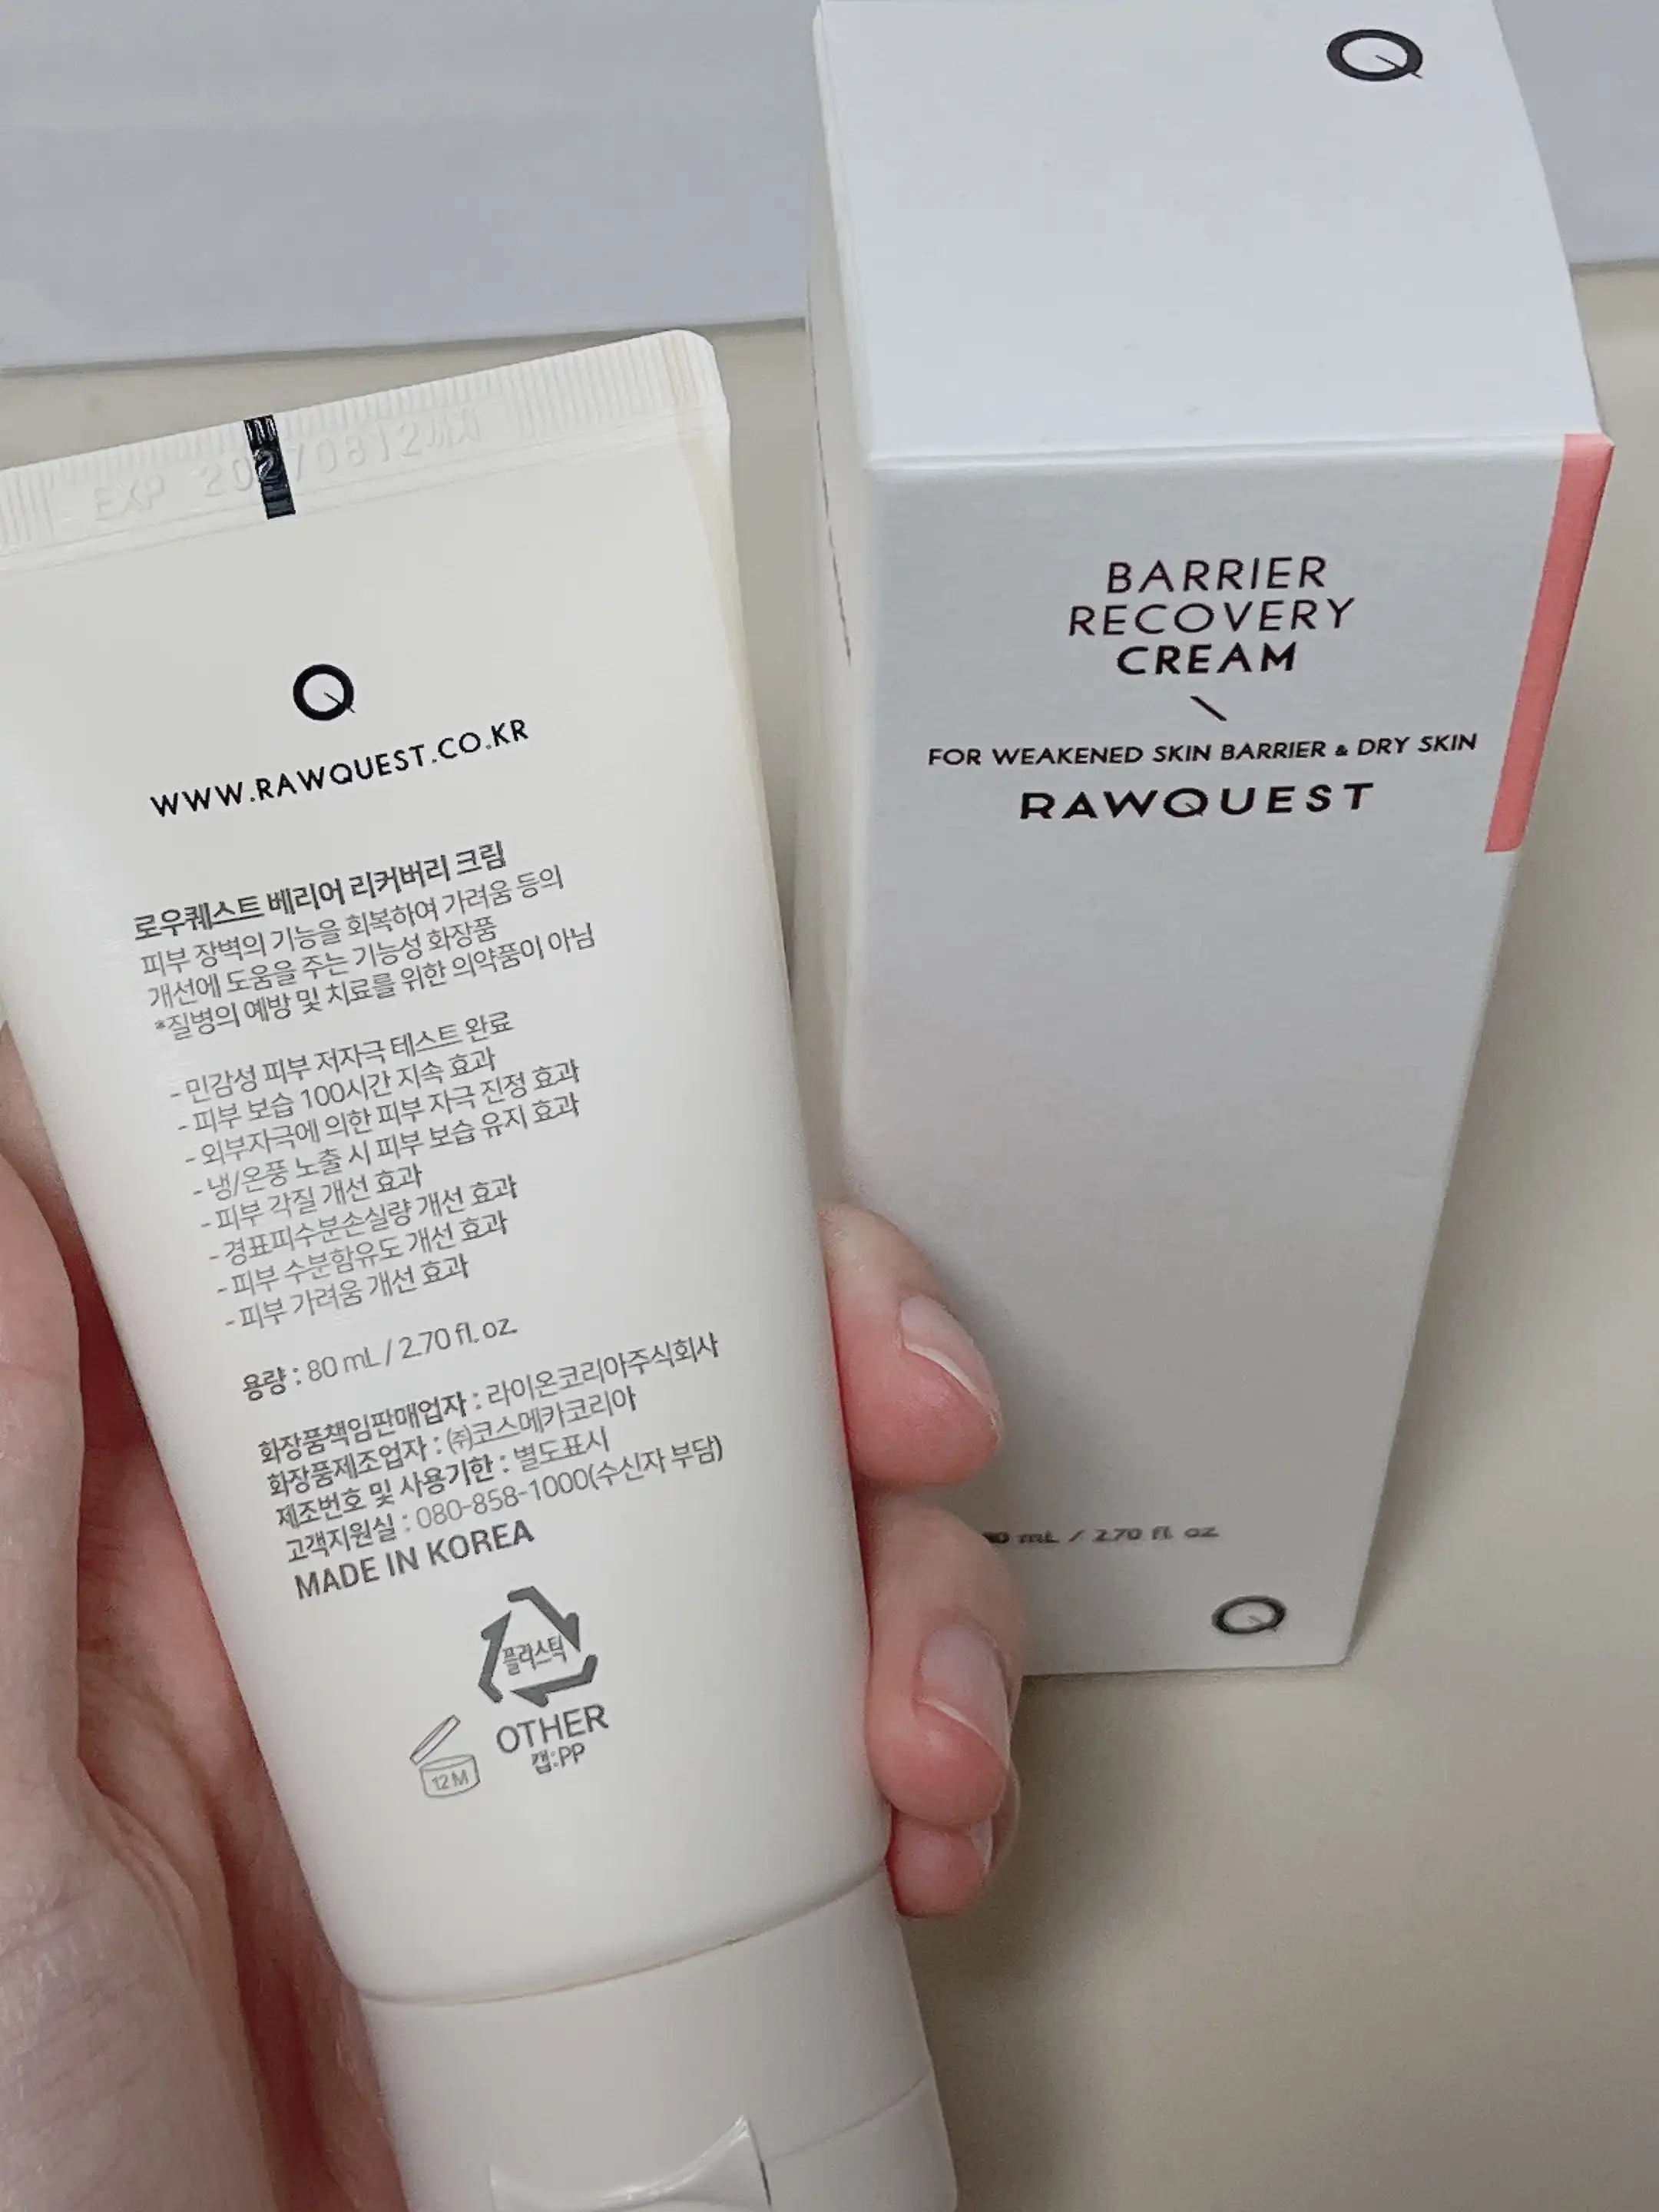 EXP 20270812까지
WWW.RAWQUEST.CO.KR
로우퀘스트 베리어 리커버리 크림
피부 장벽의 기능을 회복하여 가려움 등의
개선에 도움을 주는 기능성 화장품
*질병의 예방 및 치료를 위한 의약품이 아님
- 민감성 피부 저자극 테스트 완료
- 피부 보습 100시간 지속 효과
- 외부자극에 의한 피부 자극 진정 효과
- 냉/온풍 노출 시 피부 보습 유지 효과
- 피부 각질 개선 효과
- 경표피수분손실량 개선 효과
- 피부 수분함유도 개선 효과
- 피부 가려움 개선 효과
용량 : 80 mL / 2.70 fl. oz.
화장품책임판매업자 : 라이온코리아주식회사
화장품제조업자 : ㈜코스메카코리아
제조번호 및 사용기한 : 별도표시
고객지원실 : 080-858-1000(수신자 부담)
MADE IN KOREA
플라스틱
OTHER
캡:PP
12M
Q
BARRIER
RECOVERY
CREAM
FOR WEAKENED SKIN BARRIER & DRY SKIN
RAWQUEST
mL / 2.70 fl. oz.
Q